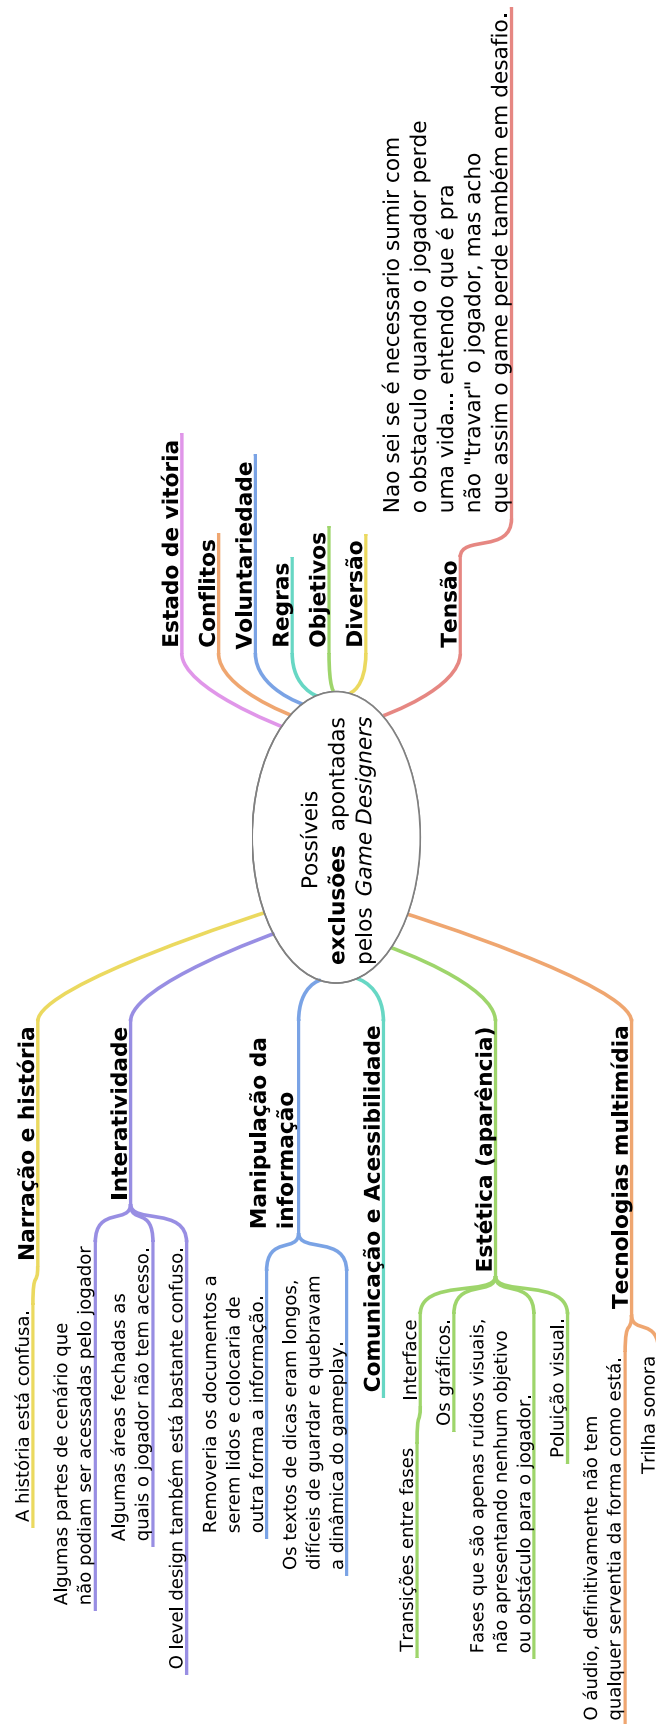 Possíveis
exclusões apontadas
pelos Game Designers
Narração e história
A história está confusa.
Interatividade
Algumas partes de cenário que
não podiam ser acessadas pelo jogador
Algumas áreas fechadas as
quais o jogador não tem acesso.
O level design também está bastante confuso.
Manipulação da
informação
Removeria os documentos a
serem lidos e colocaria de
outra forma a informação.
Os textos de dicas eram longos,
difíceis de guardar e quebravam
a dinâmica do gameplay.
Comunicação e Acessibilidade
Estética (aparência)
Interface
Transições entre fases
Os gráficos.
Fases que são apenas ruídos visuais,
não apresentando nenhum objetivo
ou obstáculo para o jogador.
Poluição visual.
Tecnologias multimídia
O áudio, definitivamente não tem
qualquer serventia da forma como está.
Trilha sonora
Estado de vitória
Conflitos
Voluntariedade
Regras
Objetivos
Diversão
Tensão
Nao sei se é necessario sumir com
o obstaculo quando o jogador perde
uma vida... entendo que é pra
não "travar" o jogador, mas acho
que assim o game perde também em desafio.